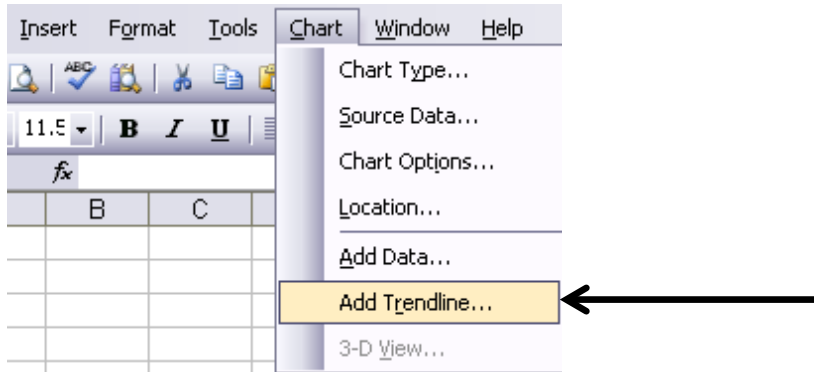 Insert Format Tools Chart Window Help
ABC
Chart Type...
Source Data...
11.5 B I U
Chart Options...
fx
B C
Location...
Add Data...
Add Trendline...
3-D View...